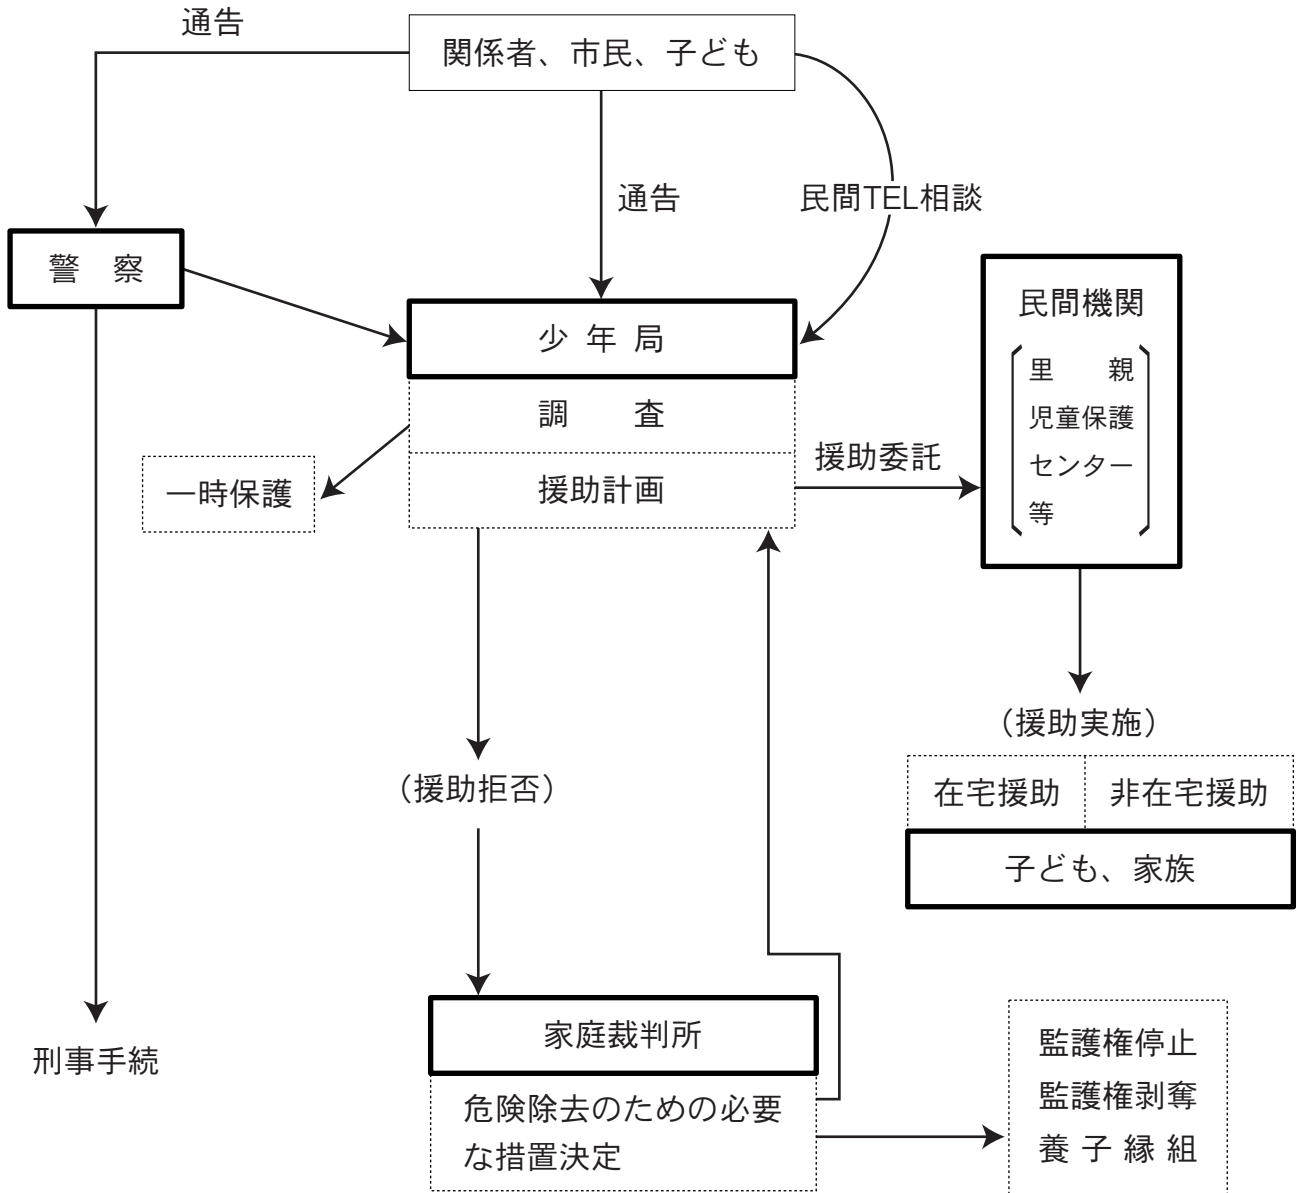 通告
関係者、市民、子ども
通告
民間TEL相談
警　察
少 年 局
調　　査
援助計画
一時保護
援助委託
民間機関
里　　親
児童保護
センター
等
（援助実施）
在宅援助
非在宅援助
子ども、家族
（援助拒否）
刑事手続
家庭裁判所
危険除去のための必要
な措置決定
監護権停止
監護権剥奪
養 子 縁 組